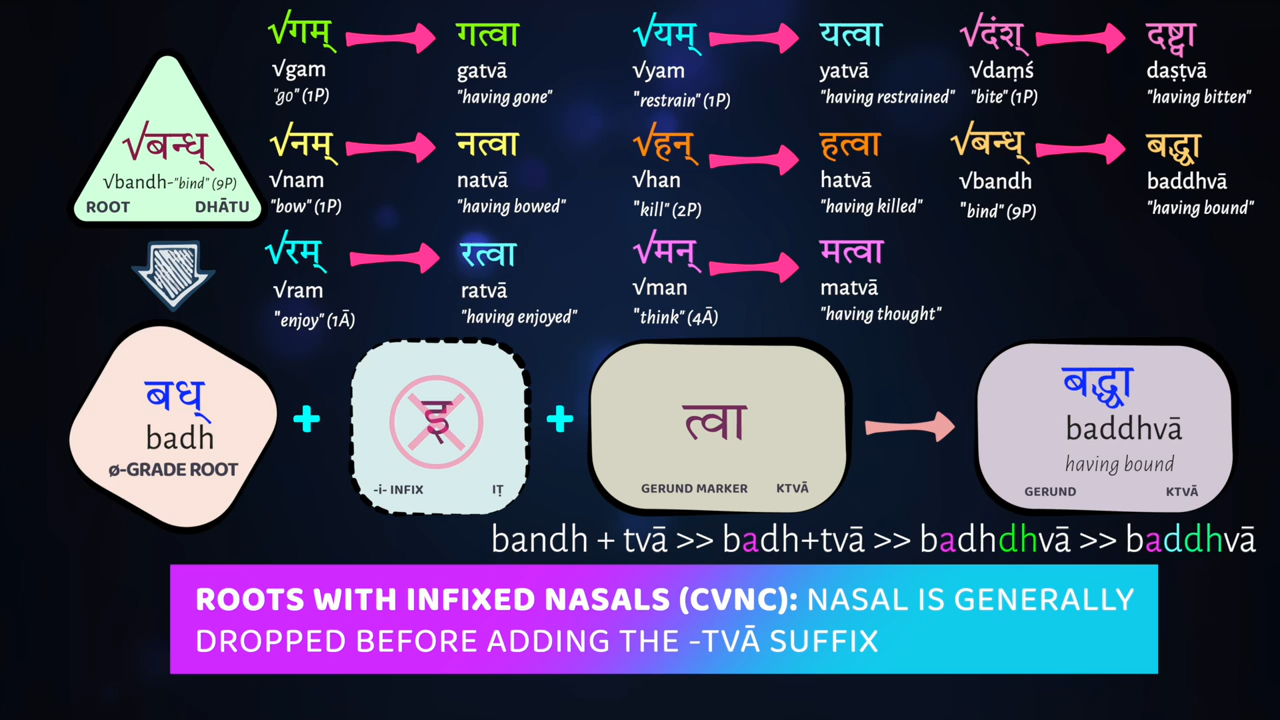 √गम् → गत्वा
√gam gatvā
"go" (1P) "having gone"
√यम् → यत्वा
√yam yatvā
"restrain" (1P) "having restrained"
√दंश् → दष्ट्वा
√daṃś daṣṭvā
"bite" (1P) "having bitten"
√बन्ध्
√bandh-"bind" (9P)
ROOT DHĀTU
√नम् → नत्वा
√nam natvā
"bow" (1P) "having bowed"
√हन् → हत्वा
√han hatvā
"kill" (2P) "having killed"
√बन्ध् → बद्ध्वा
√bandh baddhvā
"bind" (9P) "having bound"
√रम् → रत्वा
√ram ratvā
"enjoy" (1Ā) "having enjoyed"
√मन् → मत्वा
√man matvā
"think" (4Ā) "having thought"
बध्
badh
ø-GRADE ROOT
+
इ
-i- INFIX IṬ
+
त्वा
GERUND MARKER KTVĀ
बद्ध्वा
baddhvā
having bound
GERUND KTVĀ
bandh + tvā >> badh+tvā >> badhdhvā >> baddhvā
ROOTS WITH INFIXED NASALS (CVNC): NASAL IS GENERALLY
DROPPED BEFORE ADDING THE -TVĀ SUFFIX